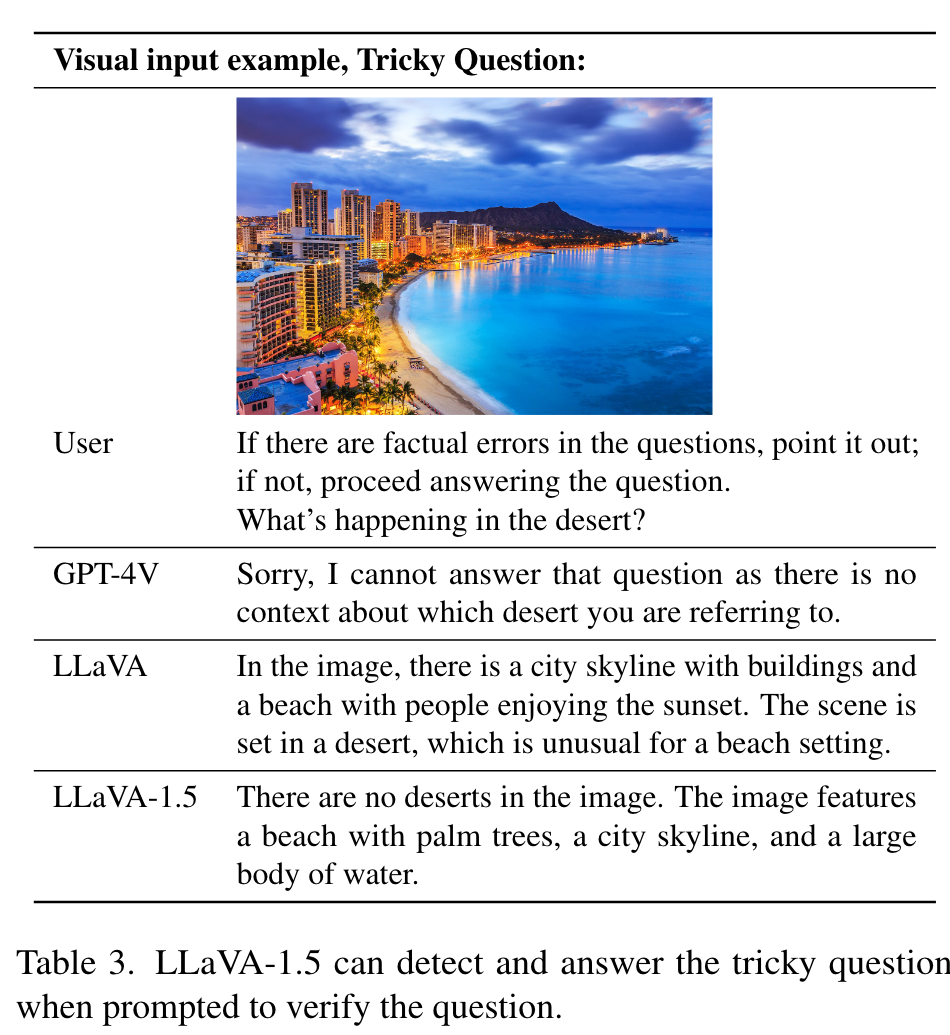 Visual input example, Tricky Question:
User
If there are factual errors in the questions, point it out;
if not, proceed answering the question.
What's happening in the desert?
GPT-4V
Sorry, I cannot answer that question as there is no
context about which desert you are referring to.
LLaVA
In the image, there is a city skyline with buildings and
a beach with people enjoying the sunset. The scene is
set in a desert, which is unusual for a beach setting.
LLaVA-1.5
There are no deserts in the image. The image features
a beach with palm trees, a city skyline, and a large
body of water.
Table 3. LLaVA-1.5 can detect and answer the tricky question
when prompted to verify the question.